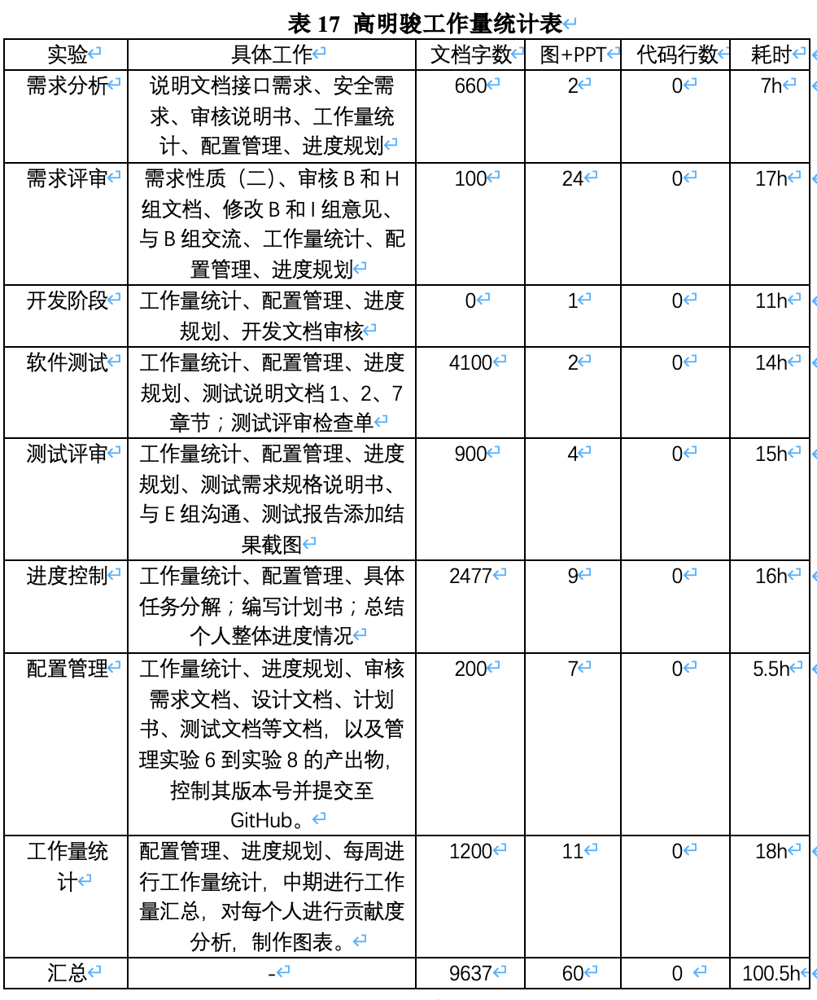 表 17 高明骏工作量统计表
实验 具体工作 文档字数 图+PPT 代码行数 耗时
需求分析 说明文档接口需求、安全需 660 2 0 7h
求、审核说明书、工作量统
计、配置管理、进度规划
需求评审 需求性质（二）、审核 B 和 H 100 24 0 17h
组文档、修改 B 和 I 组意见、
与 B 组交流、工作量统计、配
置管理、进度规划
开发阶段 工作量统计、配置管理、进度 0 1 0 11h
规划、开发文档审核
软件测试 工作量统计、配置管理、进度 4100 2 0 14h
规划、测试说明文档 1、2、7
章节；测试评审检查单
测试评审 工作量统计、配置管理、进度 900 4 0 15h
规划、测试需求规格说明书、
与 E 组沟通、测试报告添加结
果截图
进度控制 工作量统计、配置管理、具体 2477 9 0 16h
任务分解；编写计划书；总结
个人整体进度情况
配置管理 工作量统计、进度规划、审核 200 7 0 5.5h
需求文档、设计文档、计划
书、测试文档等文档，以及管
理实验 6 到实验 8 的产出物，
控制其版本号并提交至
GitHub。
工作量统 配置管理、进度规划、每周进 1200 11 0 18h
计 行工作量统计，中期进行工作
量汇总，对每个人进行贡献度
分析，制作图表。
汇总 - 9637 60 0 100.5h